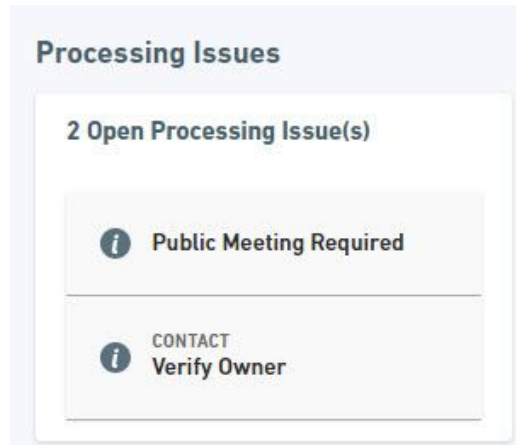 Processing Issues
2 Open Processing Issue(s)
Public Meeting Required
CONTACT
Verify Owner